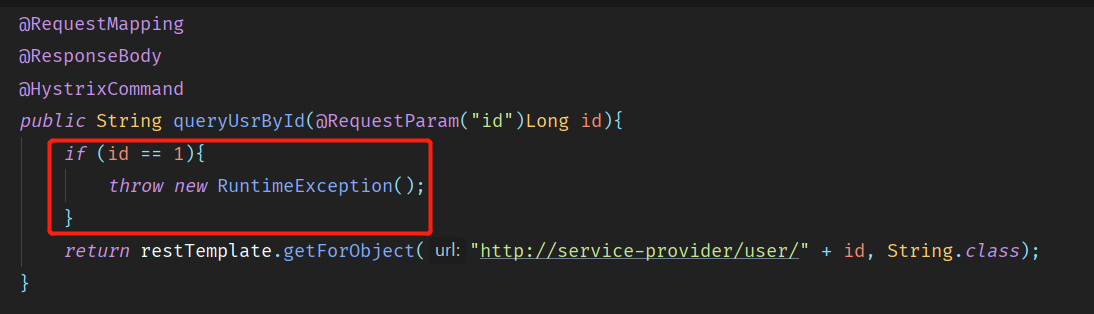 @RequestMapping
@ResponseBody
@HystrixCommand
public String queryUsrById(@RequestParam("id")Long id){
if (id == 1){
throw new RuntimeException();
}
return restTemplate.getForObject( url: "http://service-provider/user/" + id, String.class);
}